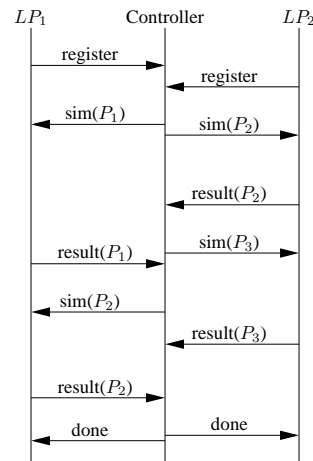 LP₁ Controller LP₂
register
register
sim(P₁)
sim(P₂)
result(P₂)
sim(P₃)
result(P₁)
sim(P₂)
result(P₃)
result(P₂)
done done